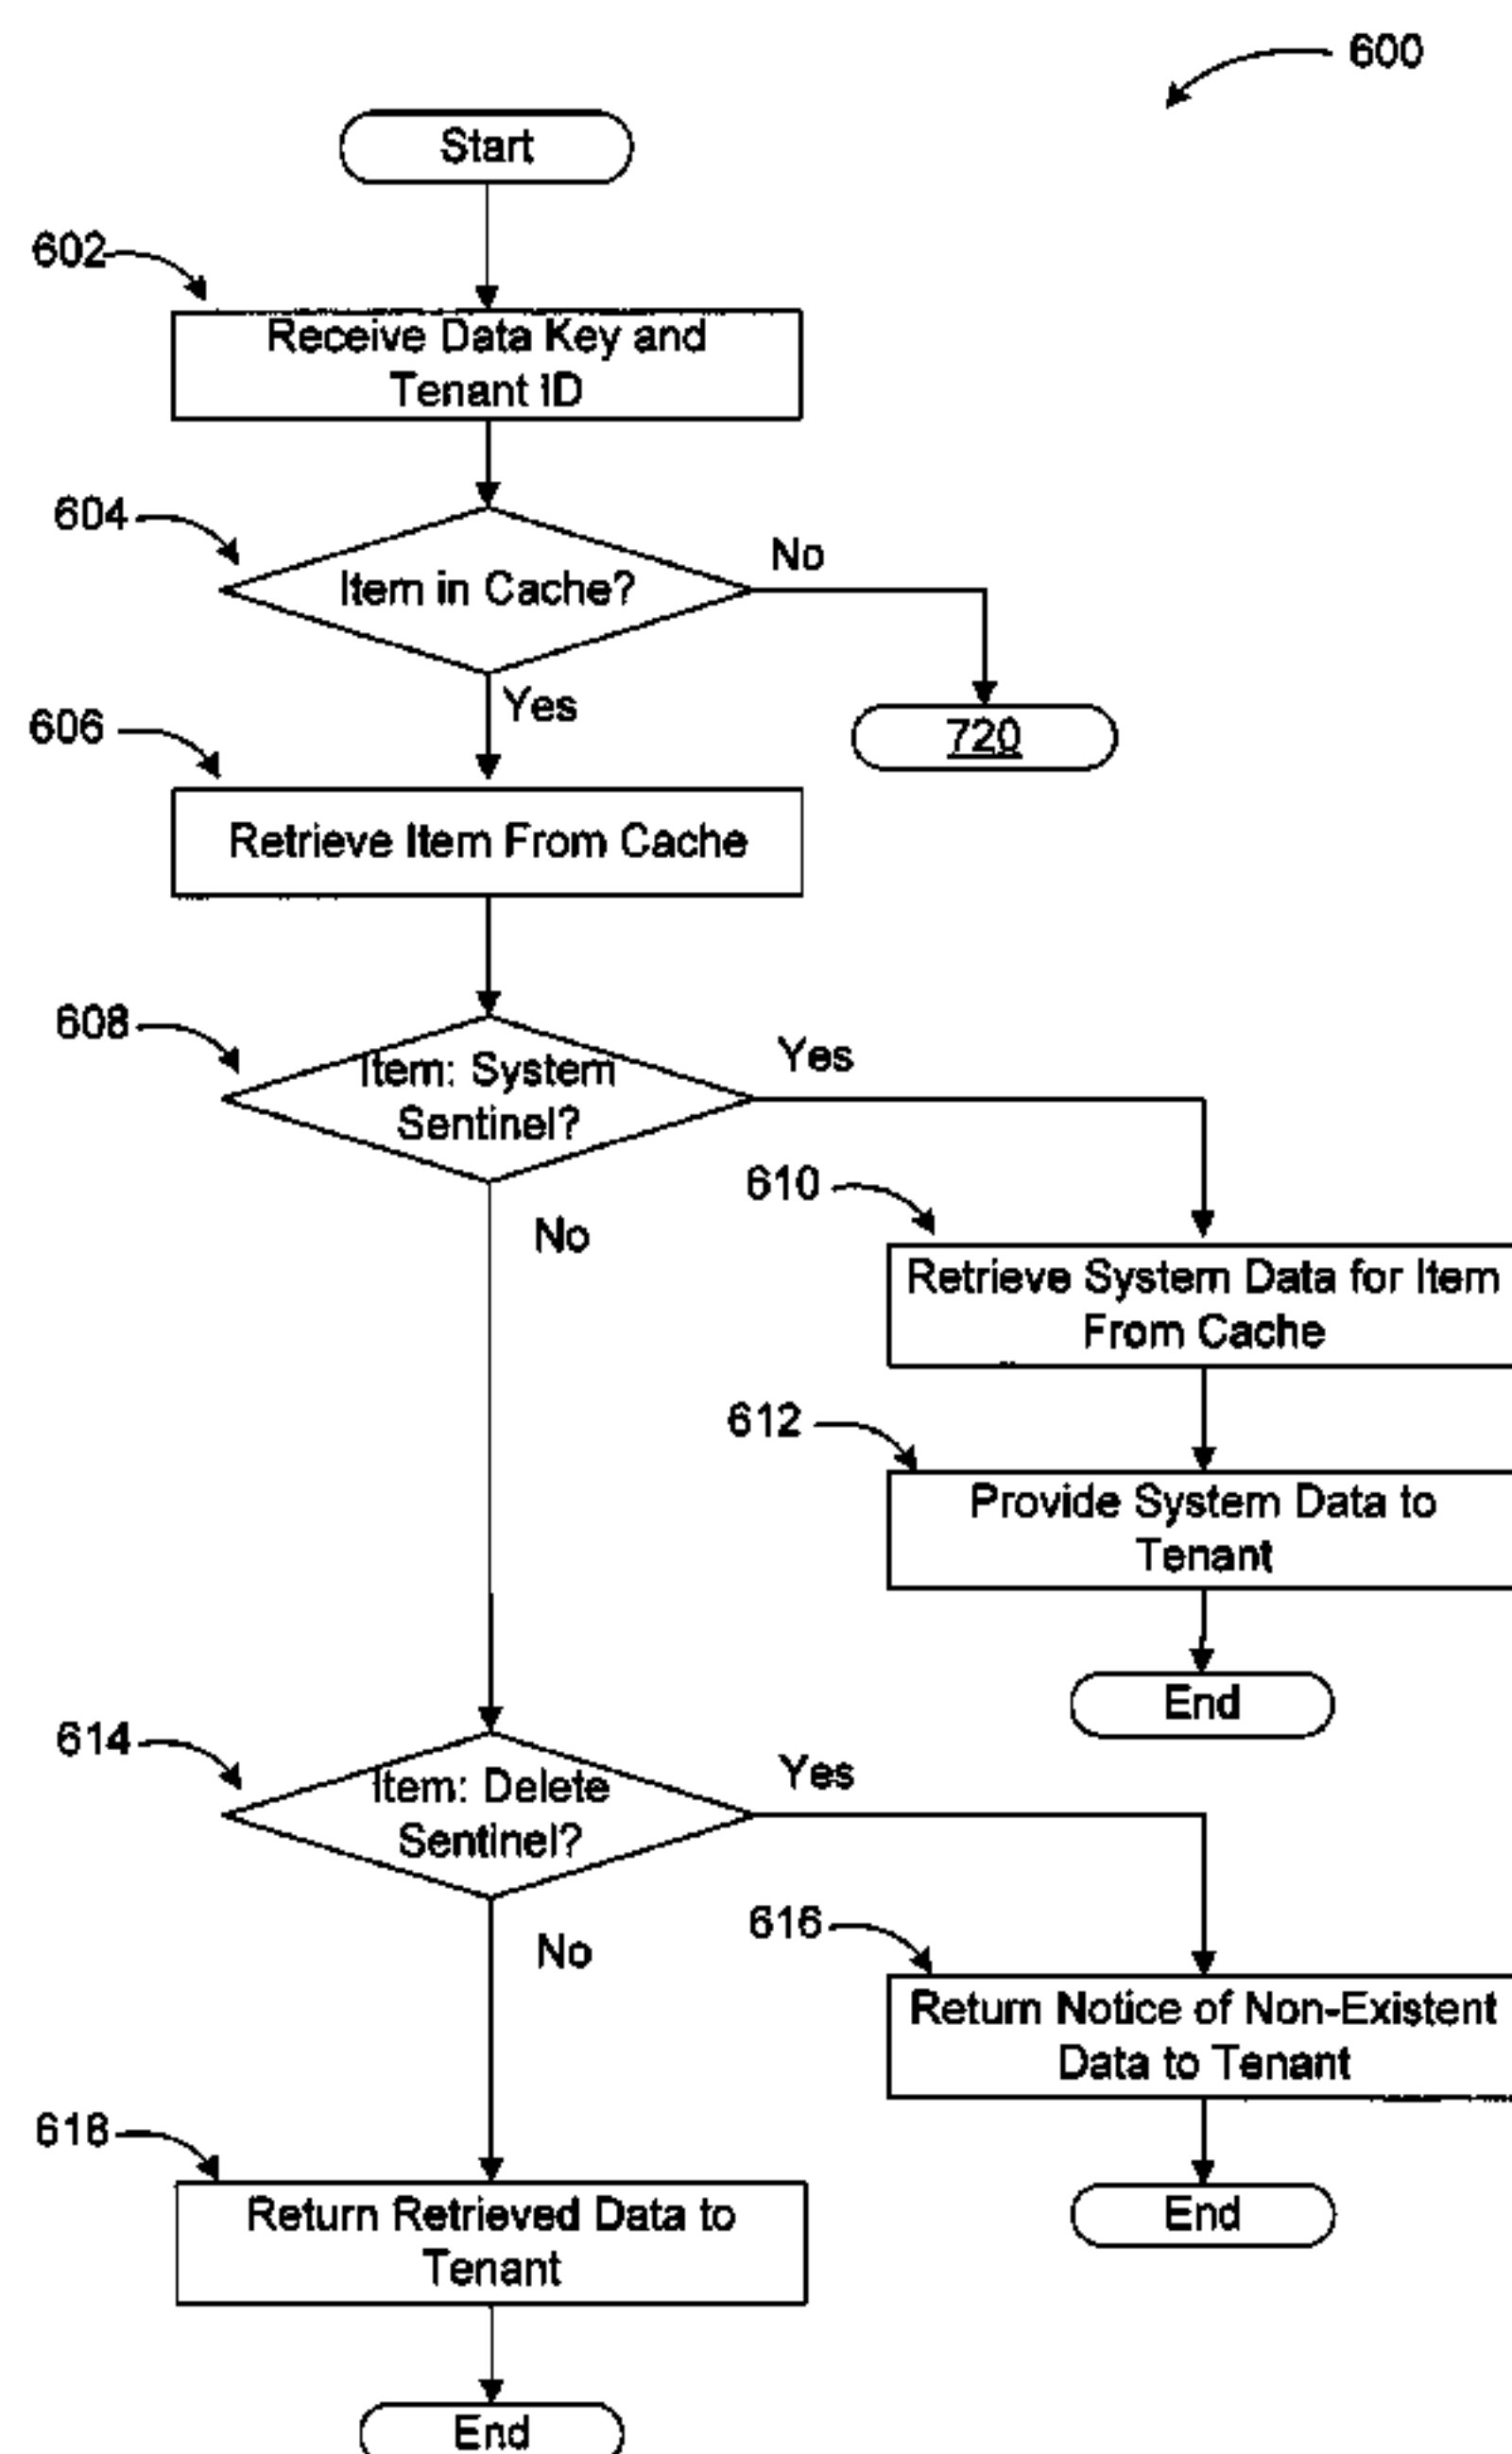 600
Start
602
Receive Data Key and
Tenant ID
604
Item in Cache?
No
Yes
720
606
Retrieve Item From Cache
608
Item: System
Sentinel?
Yes
No
610
Retrieve System Data for Item
From Cache
612
Provide System Data to
Tenant
End
614
Item: Delete
Sentinel?
Yes
No
616
Return Notice of Non-Existent
Data to Tenant
End
618
Return Retrieved Data to
Tenant
End